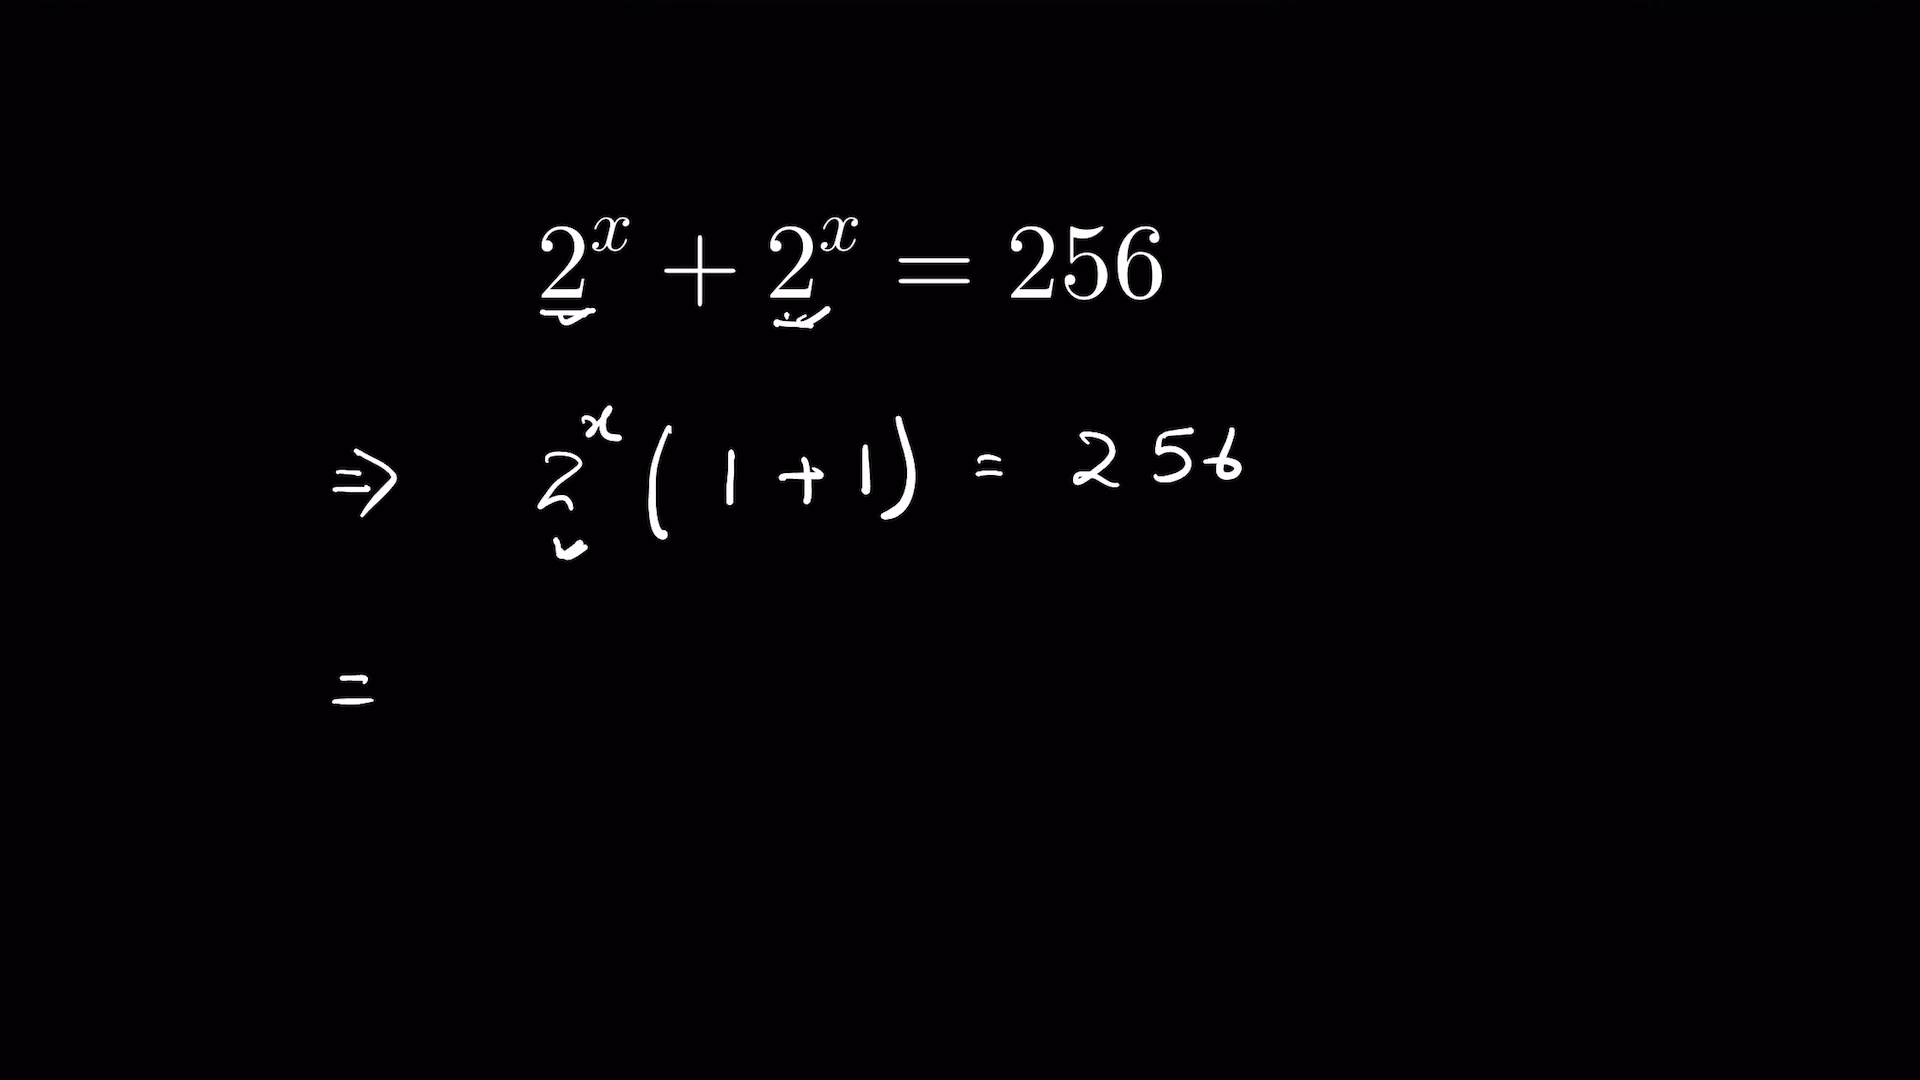 2^x + 2^x = 256
⇒ 2^x ( 1 + 1 ) = 256
=